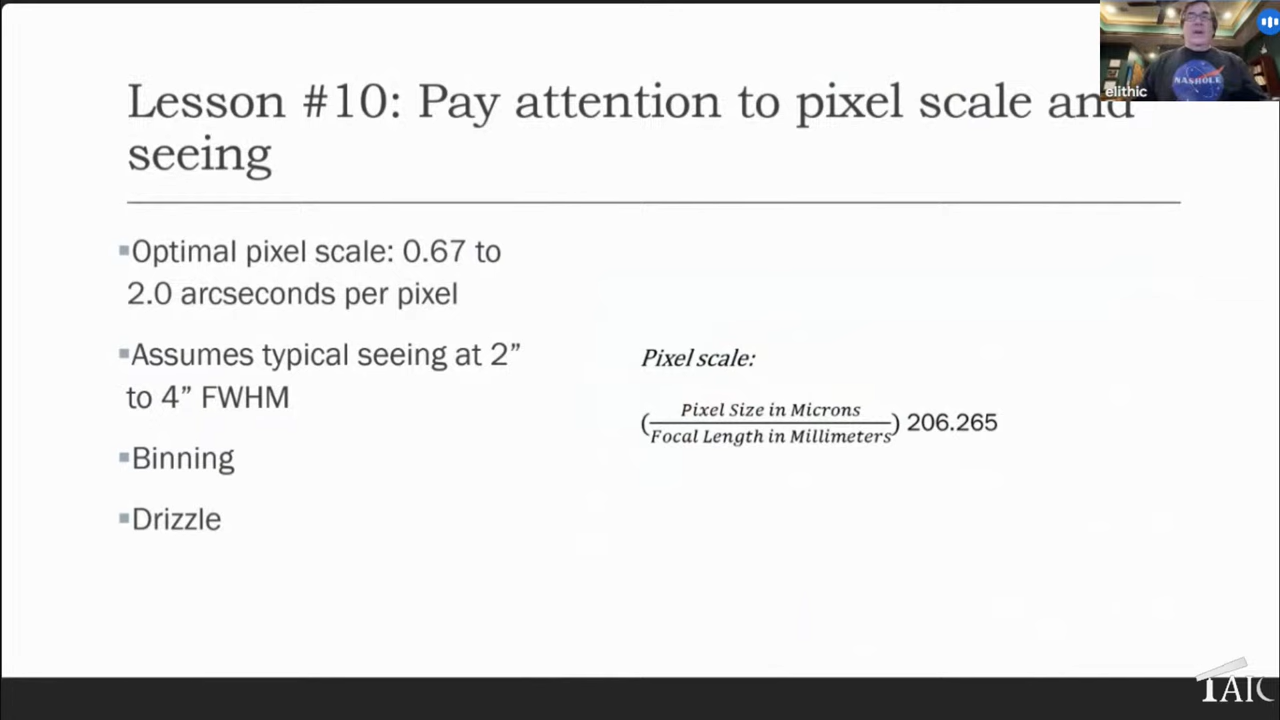 Lesson #10: Pay attention to pixel scale and
seeing
elithic
NASHOLE
▪Optimal pixel scale: 0.67 to
2.0 arcseconds per pixel
▪Assumes typical seeing at 2”
to 4” FWHM
▪Binning
▪Drizzle
Pixel scale:
(Pixel Size in Microns
Focal Length in Millimeters) 206.265
TAIC